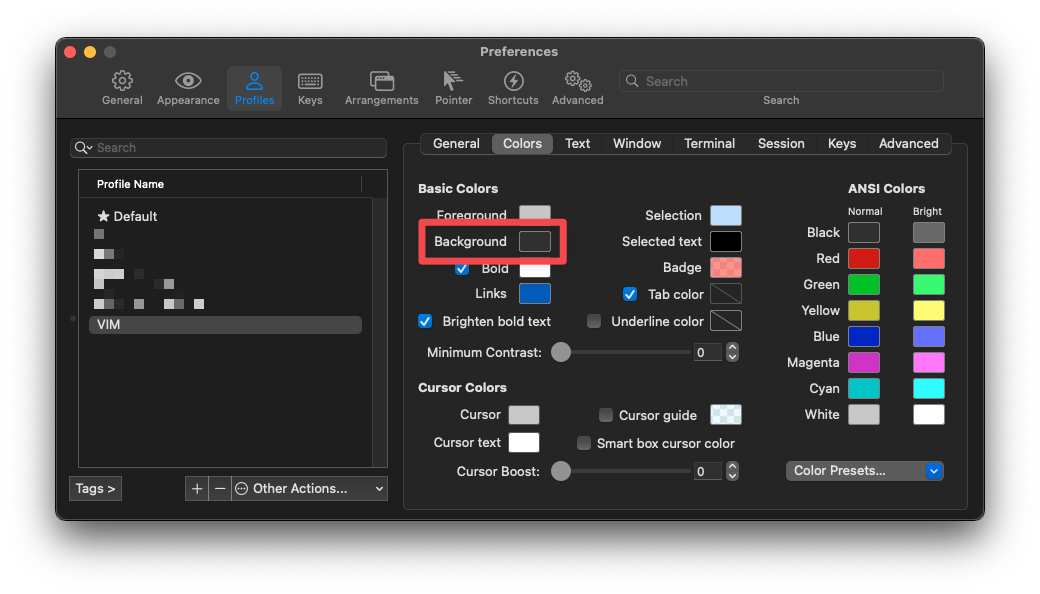 Preferences
General Appearance Profiles Keys Arrangements Pointer Shortcuts Advanced
Search
Search
Search
Profile Name
★ Default
VIM
Tags >
+ − Other Actions...
General Colors Text Window Terminal Session Keys Advanced
Basic Colors
Foreground
Background
Bold
Links
Brighten bold text
Selection
Selected text
Badge
Tab color
Underline color
Minimum Contrast: 0
Cursor Colors
Cursor
Cursor text
Cursor guide
Smart box cursor color
Cursor Boost: 0
ANSI Colors
Normal Bright
Black
Red
Green
Yellow
Blue
Magenta
Cyan
White
Color Presets...